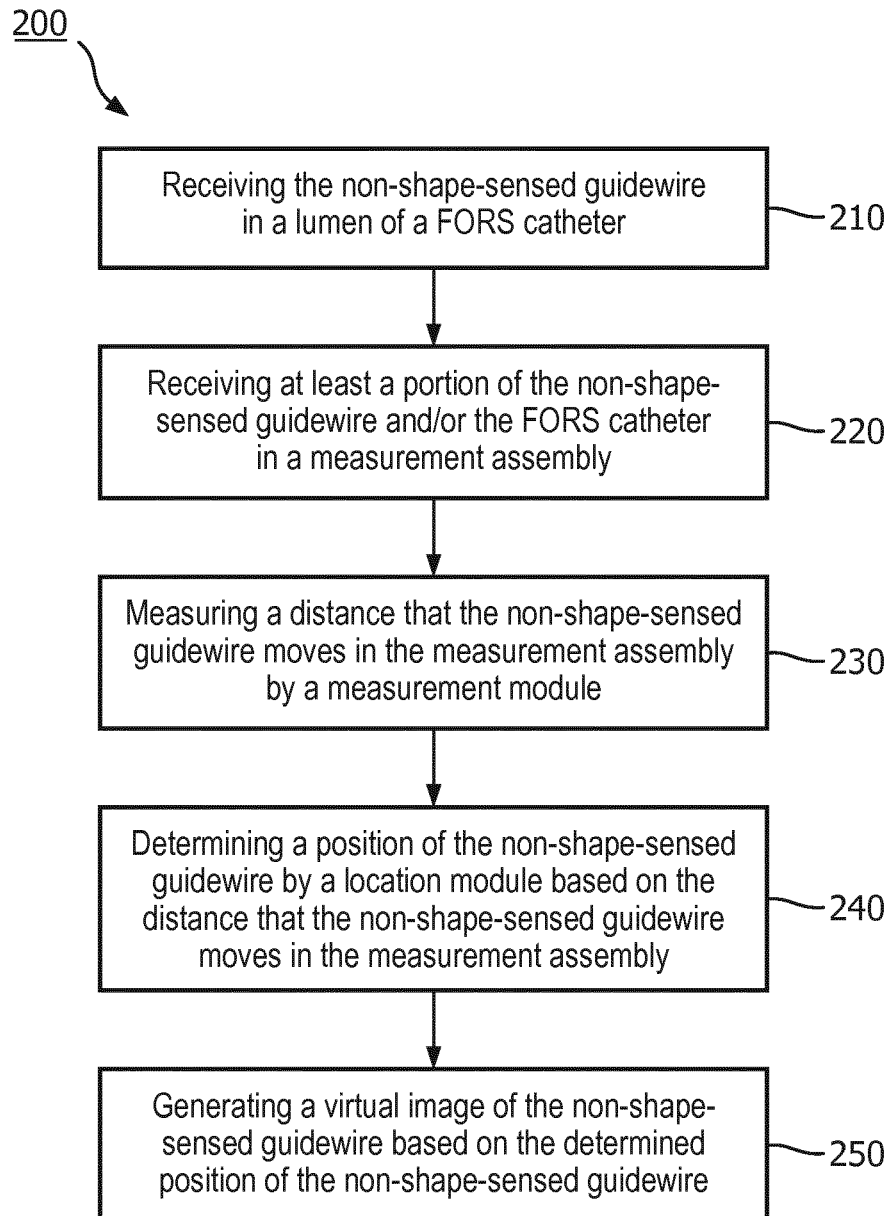 200
Receiving the non-shape-sensed guidewire
in a lumen of a FORS catheter
210
Receiving at least a portion of the non-shape-
sensed guidewire and/or the FORS catheter
in a measurement assembly
220
Measuring a distance that the non-shape-sensed
guidewire moves in the measurement assembly
by a measurement module
230
Determining a position of the non-shape-sensed
guidewire by a location module based on the
distance that the non-shape-sensed guidewire
moves in the measurement assembly
240
Generating a virtual image of the non-shape-
sensed guidewire based on the determined
position of the non-shape-sensed guidewire
250